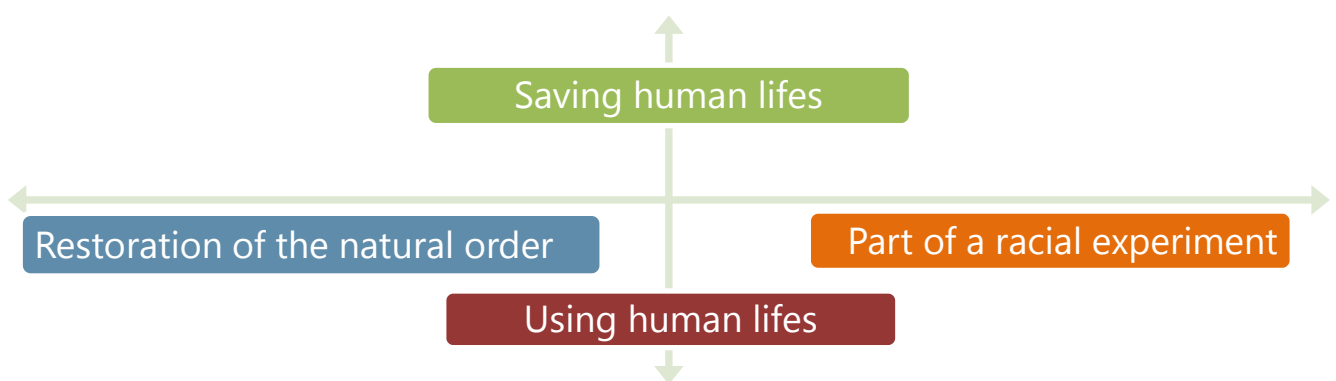 Saving human lifes
Restoration of the natural order
Part of a racial experiment
Using human lifes